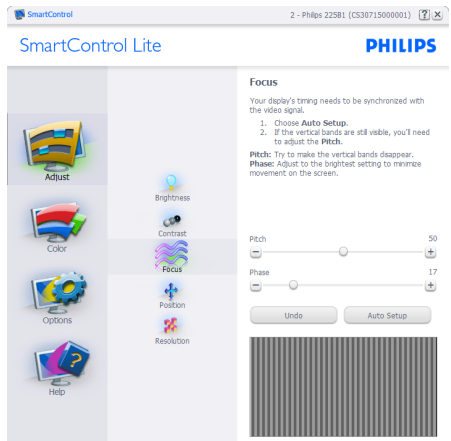 SmartControl
2 - Philips 225B1 (CS30715000001)
SmartControl Lite
PHILIPS
Adjust
Color
Options
Help
Brightness
Contrast
Focus
Position
Resolution
Focus
Your display's timing needs to be synchronized with
the video signal.
1. Choose Auto Setup.
2. If the vertical bands are still visible, you'll need
to adjust the Pitch.
Pitch: Try to make the vertical bands disappear.
Phase: Adjust to the brightest setting to minimize
movement on the screen.
Pitch 50
Phase 17
Undo Auto Setup